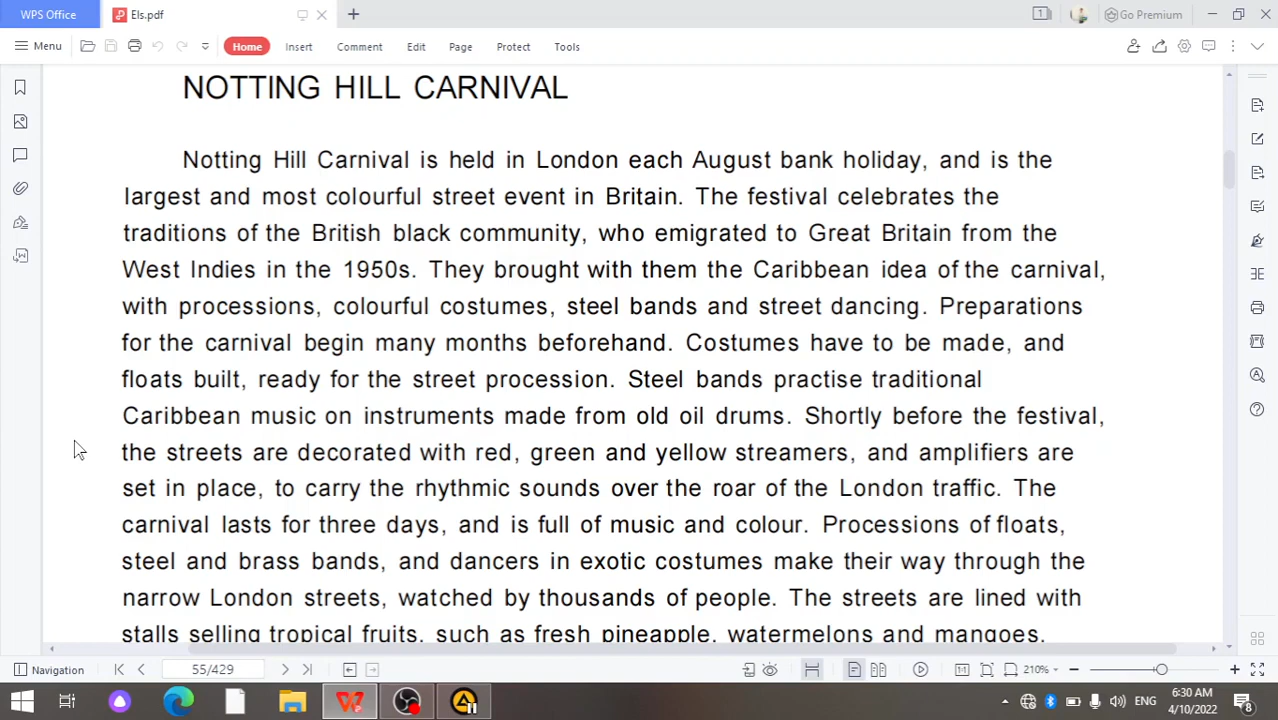 WPS Office
Els.pdf
1
Go Premium
Menu
Home
Insert
Comment
Edit
Page
Protect
Tools
NOTTING HILL CARNIVAL
Notting Hill Carnival is held in London each August bank holiday, and is the
largest and most colourful street event in Britain. The festival celebrates the
traditions of the British black community, who emigrated to Great Britain from the
West Indies in the 1950s. They brought with them the Caribbean idea of the carnival,
with processions, colourful costumes, steel bands and street dancing. Preparations
for the carnival begin many months beforehand. Costumes have to be made, and
floats built, ready for the street procession. Steel bands practise traditional
Caribbean music on instruments made from old oil drums. Shortly before the festival,
the streets are decorated with red, green and yellow streamers, and amplifiers are
set in place, to carry the rhythmic sounds over the roar of the London traffic. The
carnival lasts for three days, and is full of music and colour. Processions of floats,
steel and brass bands, and dancers in exotic costumes make their way through the
narrow London streets, watched by thousands of people. The streets are lined with
stalls selling tropical fruits, such as fresh pineapple, watermelons and mangoes.
Navigation
55/429
210%
ENG
6:30 AM
4/10/2022
8